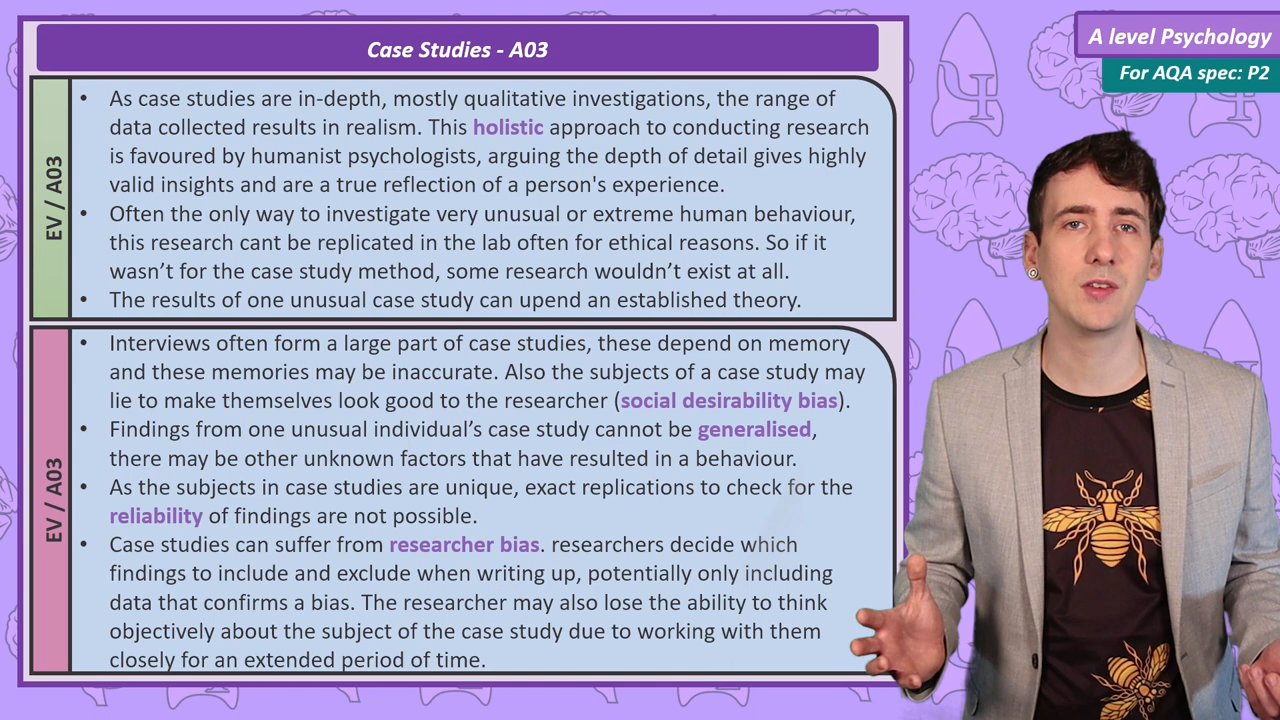 Case Studies - A03
A level Psychology
For AQA spec: P2
EV / A03
• As case studies are in-depth, mostly qualitative investigations, the range of
data collected results in realism. This holistic approach to conducting research
is favoured by humanist psychologists, arguing the depth of detail gives highly
valid insights and are a true reflection of a person's experience.
• Often the only way to investigate very unusual or extreme human behaviour,
this research cant be replicated in the lab often for ethical reasons. So if it
wasn’t for the case study method, some research wouldn’t exist at all.
• The results of one unusual case study can upend an established theory.
EV / A03
• Interviews often form a large part of case studies, these depend on memory
and these memories may be inaccurate. Also the subjects of a case study may
lie to make themselves look good to the researcher (social desirability bias).
• Findings from one unusual individual’s case study cannot be generalised,
there may be other unknown factors that have resulted in a behaviour.
• As the subjects in case studies are unique, exact replications to check for the
reliability of findings are not possible.
• Case studies can suffer from researcher bias. researchers decide which
findings to include and exclude when writing up, potentially only including
data that confirms a bias. The researcher may also lose the ability to think
objectively about the subject of the case study due to working with them
closely for an extended period of time.